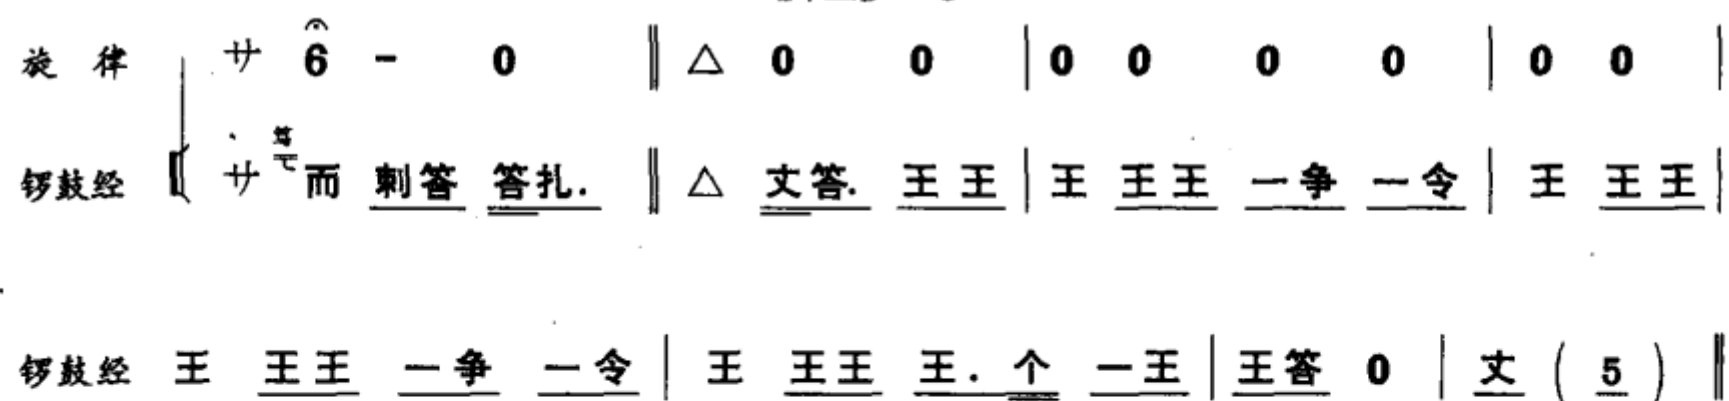 旋 律 サ 6 - 0 ‖ △ 0 0 | 0 0 0 0 | 0 0 |
锣鼓经 サ 而 刺答 答扎. ‖ △ 丈答. 王王 | 王 王王 一争 一令 | 王 王王 |
锣鼓经 王 王王 一争 一令 | 王 王王 王.个 一王 | 王答 0 | 丈 ( 5 ) ‖